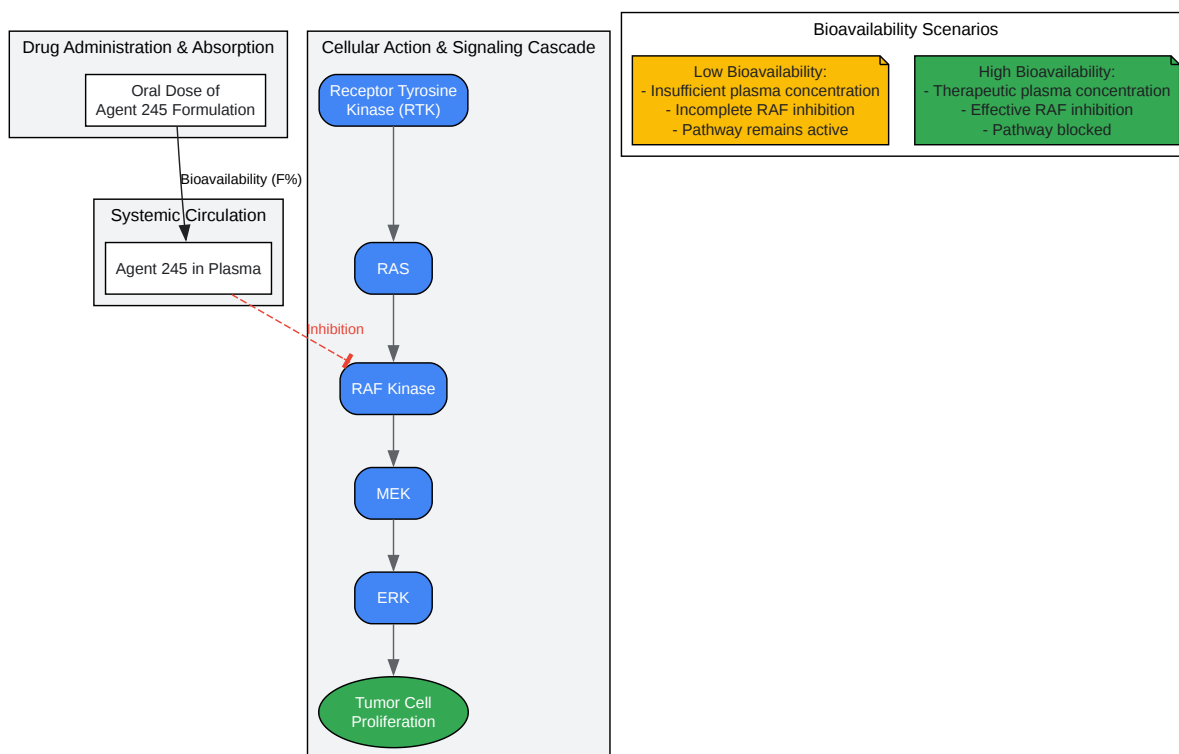 Drug Administration & Absorption
Oral Dose of
Agent 245 Formulation
Bioavailability (F%)
Systemic Circulation
Agent 245 in Plasma
Inhibition
Cellular Action & Signaling Cascade
Receptor Tyrosine
Kinase (RTK)
RAS
RAF Kinase
MEK
ERK
Tumor Cell
Proliferation
Bioavailability Scenarios
Low Bioavailability:
- Insufficient plasma concentration
- Incomplete RAF inhibition
- Pathway remains active
High Bioavailability:
- Therapeutic plasma concentration
- Effective RAF inhibition
- Pathway blocked